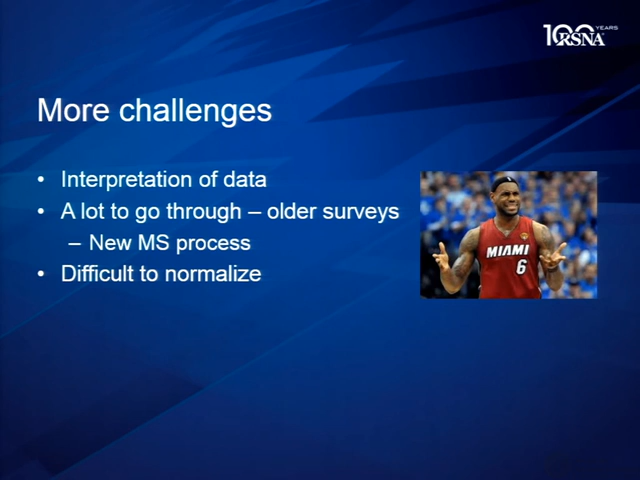 100 YEARS
RSNA
More challenges
• Interpretation of data
• A lot to go through – older surveys
– New MS process
• Difficult to normalize
MIAMI
6